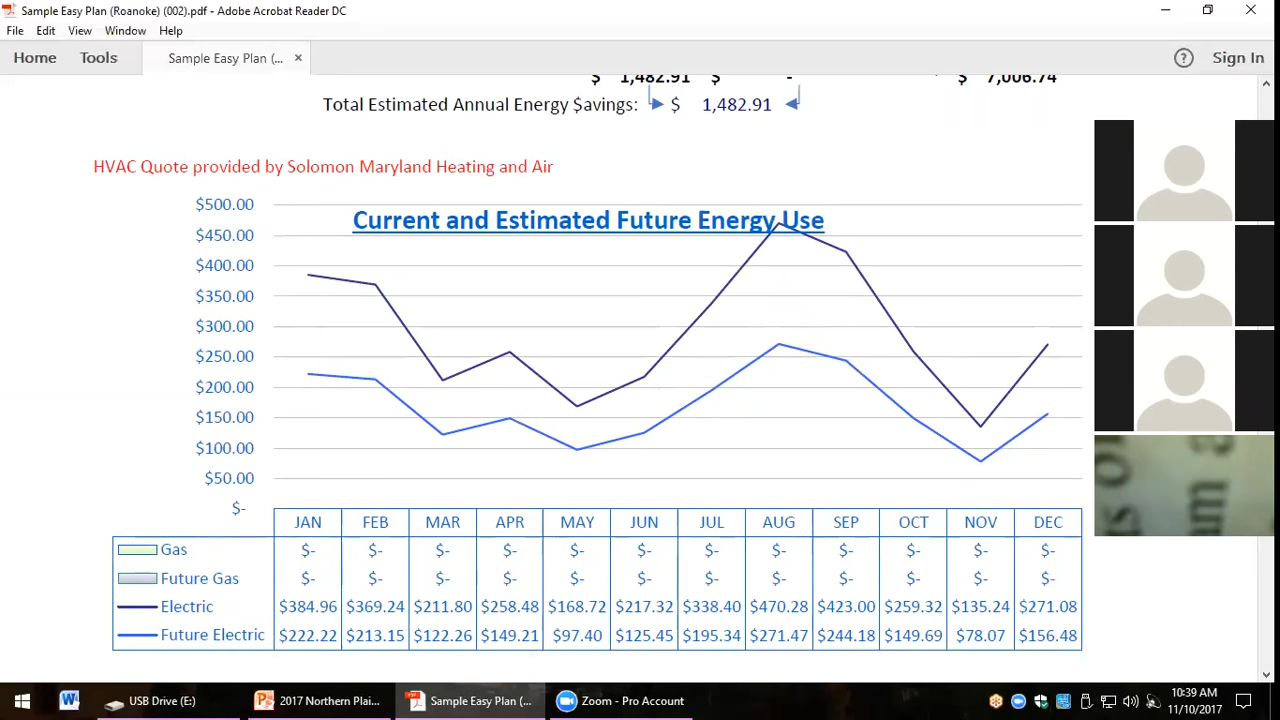 Sample Easy Plan (Roanoke) (002).pdf - Adobe Acrobat Reader DC
File Edit View Window Help
Home Tools Sample Easy Plan (... × ? Sign In
$ 1,482.91 $ - $ 7,006.74
Total Estimated Annual Energy $avings: $ 1,482.91
HVAC Quote provided by Solomon Maryland Heating and Air
Current and Estimated Future Energy Use
$500.00
$450.00
$400.00
$350.00
$300.00
$250.00
$200.00
$150.00
$100.00
$50.00
$-
JAN FEB MAR APR MAY JUN JUL AUG SEP OCT NOV DEC
Gas $- $- $- $- $- $- $- $- $- $- $- $-
Future Gas $- $- $- $- $- $- $- $- $- $- $- $-
Electric $384.96 $369.24 $211.80 $258.48 $168.72 $217.32 $338.40 $470.28 $423.00 $259.32 $135.24 $271.08
Future Electric $222.22 $213.15 $122.26 $149.21 $97.40 $125.45 $195.34 $271.47 $244.18 $149.69 $78.07 $156.48
USB Drive (E:) 2017 Northern Plai... Sample Easy Plan (... Zoom - Pro Account
10:39 AM
11/10/2017